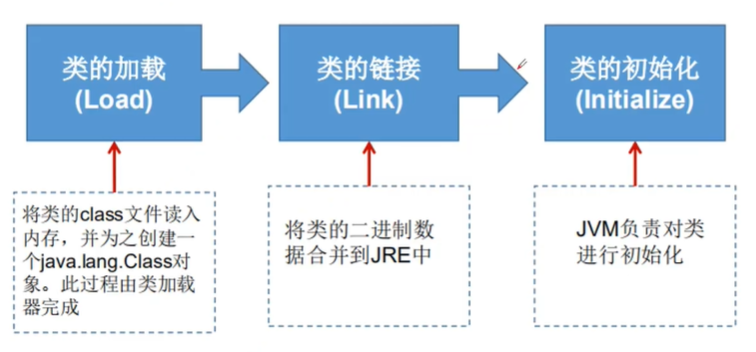 类的加载
(Load)
类的链接
(Link)
类的初始化
(Initialize)
将类的class文件读入
内存，并为之创建一
个java.lang.Class对
象。此过程由类加载
器完成
将类的二进制数
据合并到JRE中
JVM负责对类
进行初始化